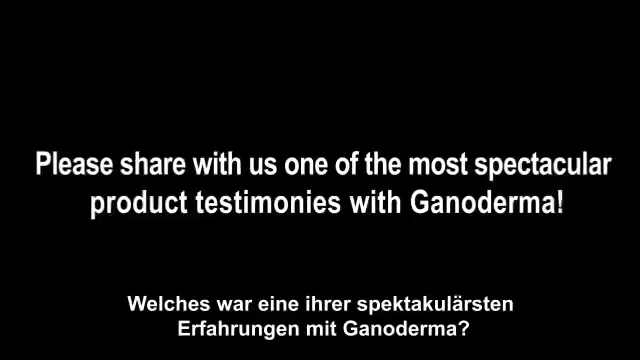 Please share with us one of the most spectacular
product testimonies with Ganoderma!
Welches war eine ihrer spektakulärsten
Erfahrungen mit Ganoderma?